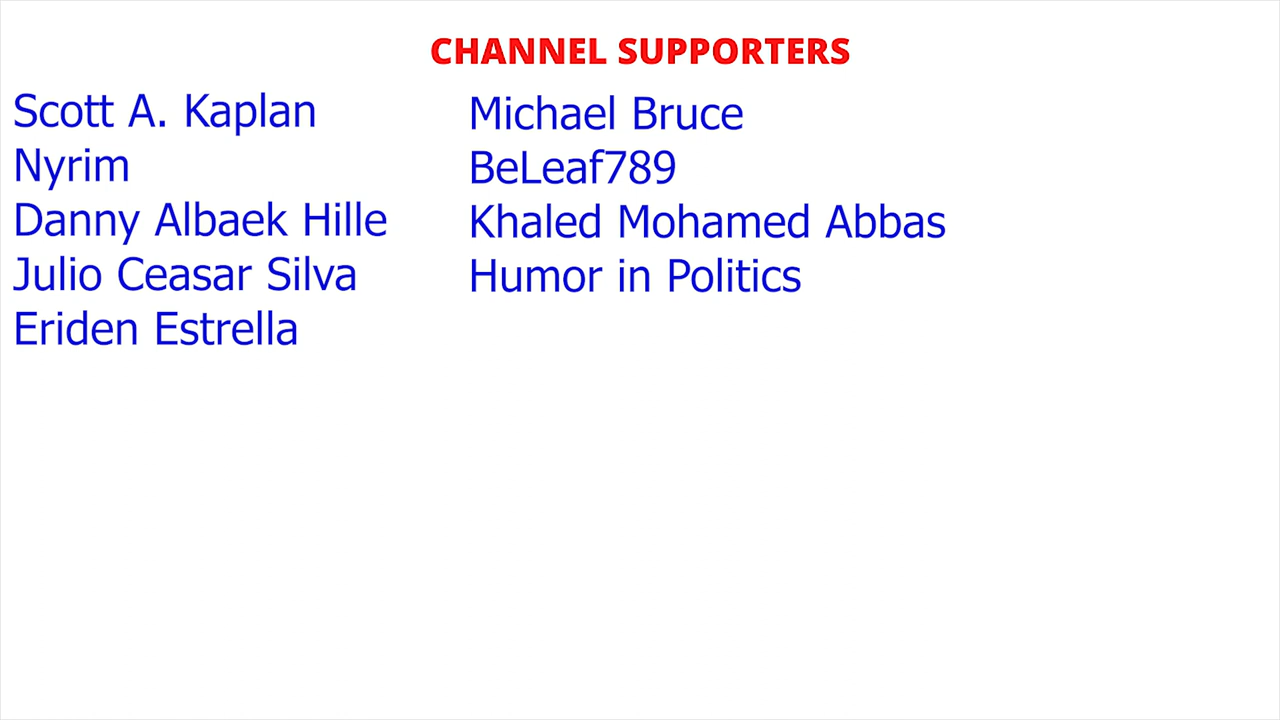 CHANNEL SUPPORTERS
Scott A. Kaplan
Nyrim
Danny Albaek Hille
Julio Ceasar Silva
Eriden Estrella
Michael Bruce
BeLeaf789
Khaled Mohamed Abbas
Humor in Politics